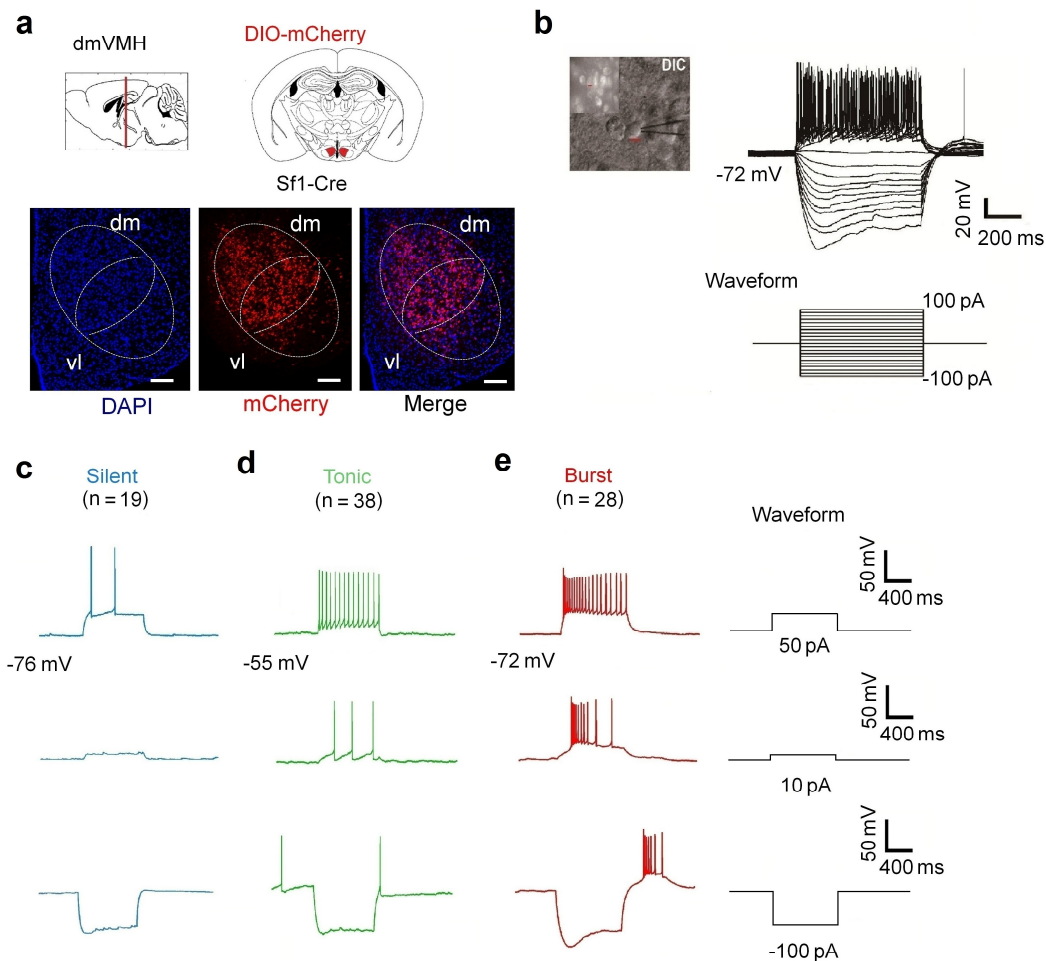 a
dmVMH
DIO-mCherry
Sf1-Cre
dm
dm
dm
vl
vl
vl
DAPI
mCherry
Merge
b
DIC
-72 mV
20 mV
200 ms
Waveform
100 pA
-100 pA
c
Silent
(n = 19)
d
Tonic
(n = 38)
e
Burst
(n = 28)
Waveform
50 mV
400 ms
-76 mV
-55 mV
-72 mV
50 pA
50 mV
400 ms
10 pA
50 mV
400 ms
-100 pA